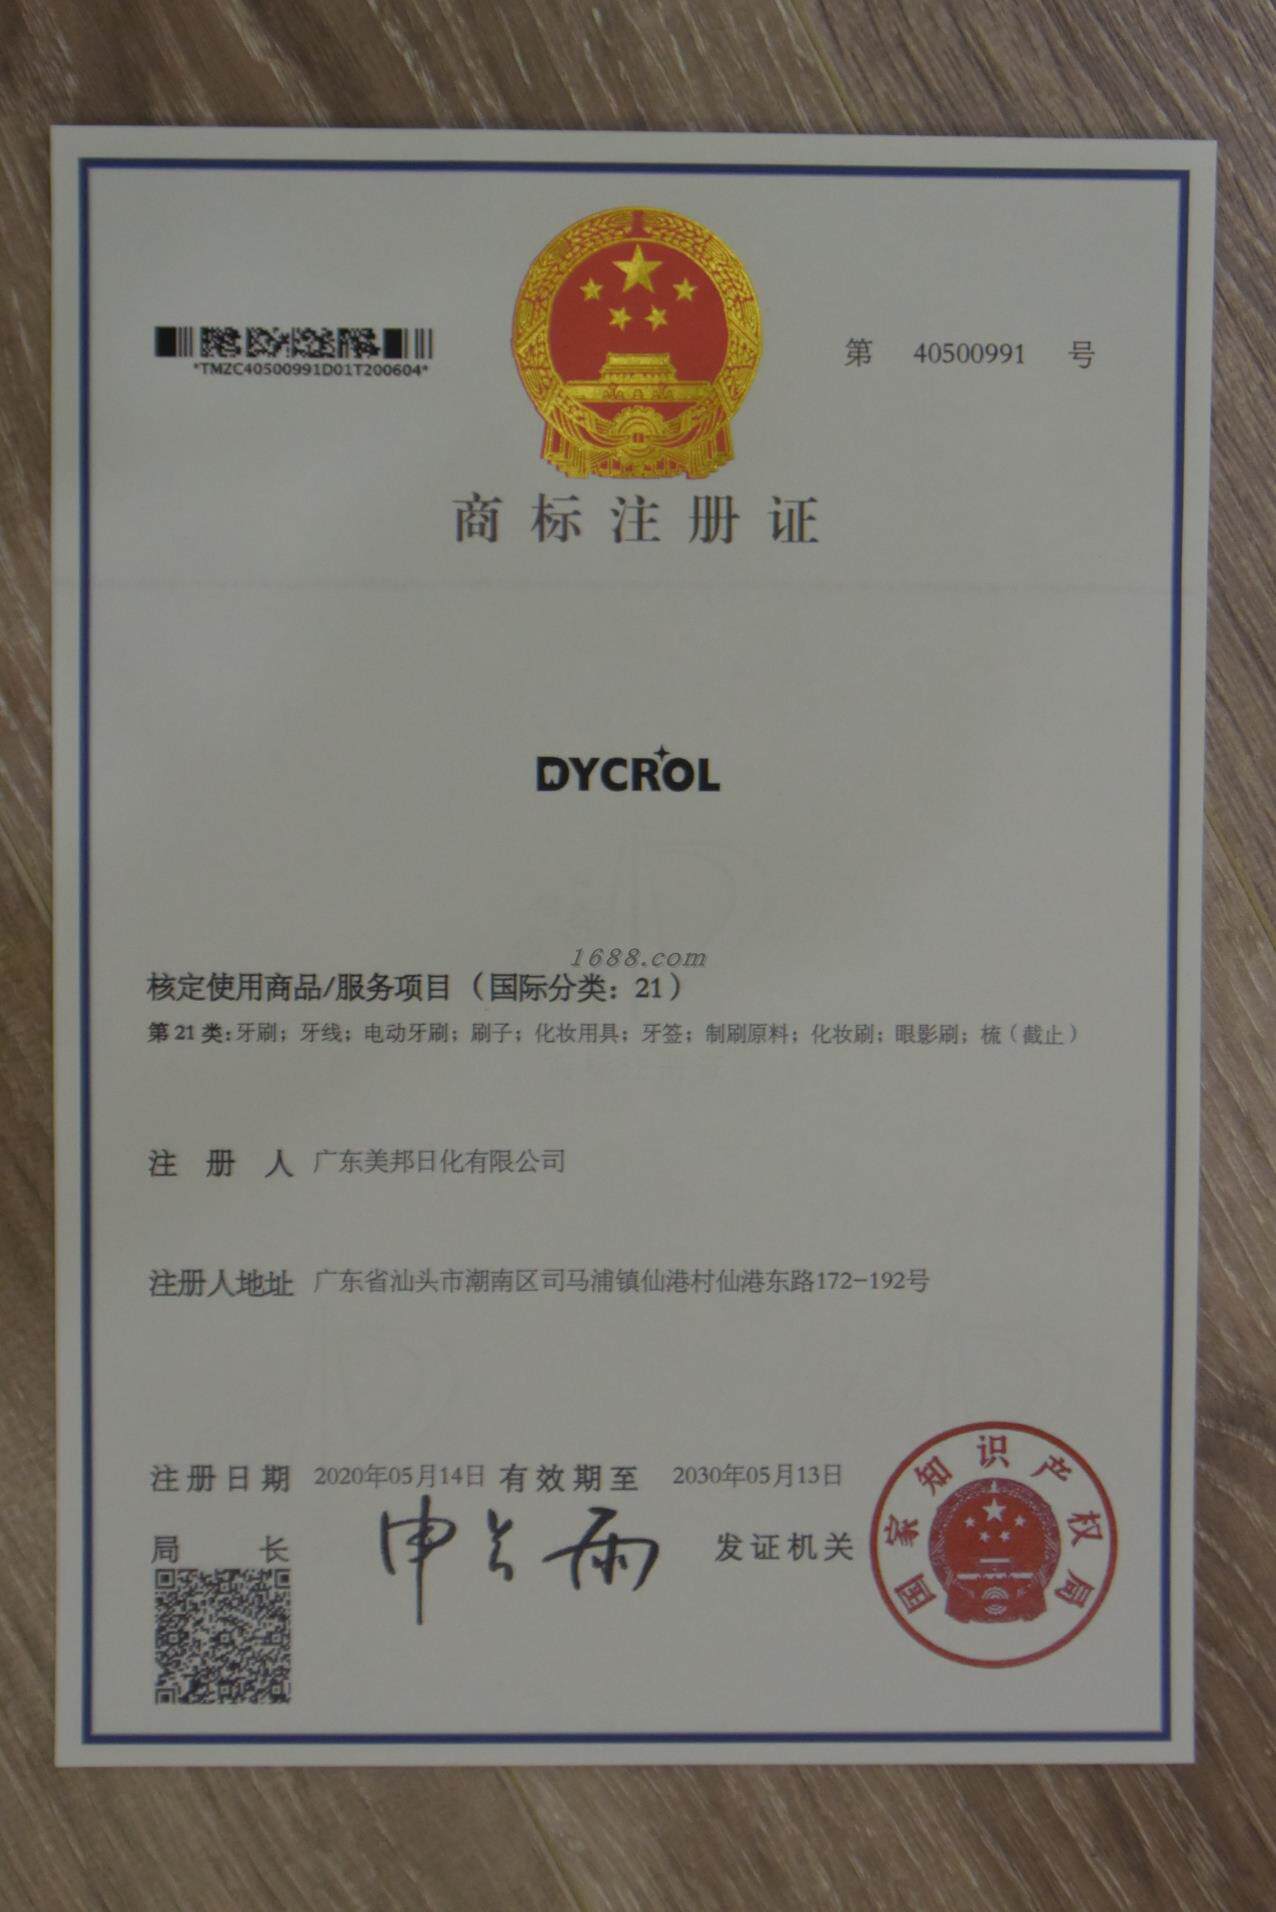 *TMZC40500991D01T200604*
第 40500991 号
商标注册证
DYCROL
1688.com
核定使用商品/服务项目（国际分类：21）
第21类：牙刷；牙线；电动牙刷；刷子；化妆用具；牙签；制刷原料；化妆刷；眼影刷；梳（截止）
注册人 广东美邦日化有限公司
注册人地址 广东省汕头市潮南区司马浦镇仙港村仙港东路172-192号
注册日期 2020年05月14日 有效期至 2030年05月13日
局长 申长雨 发证机关
国家知识产权局